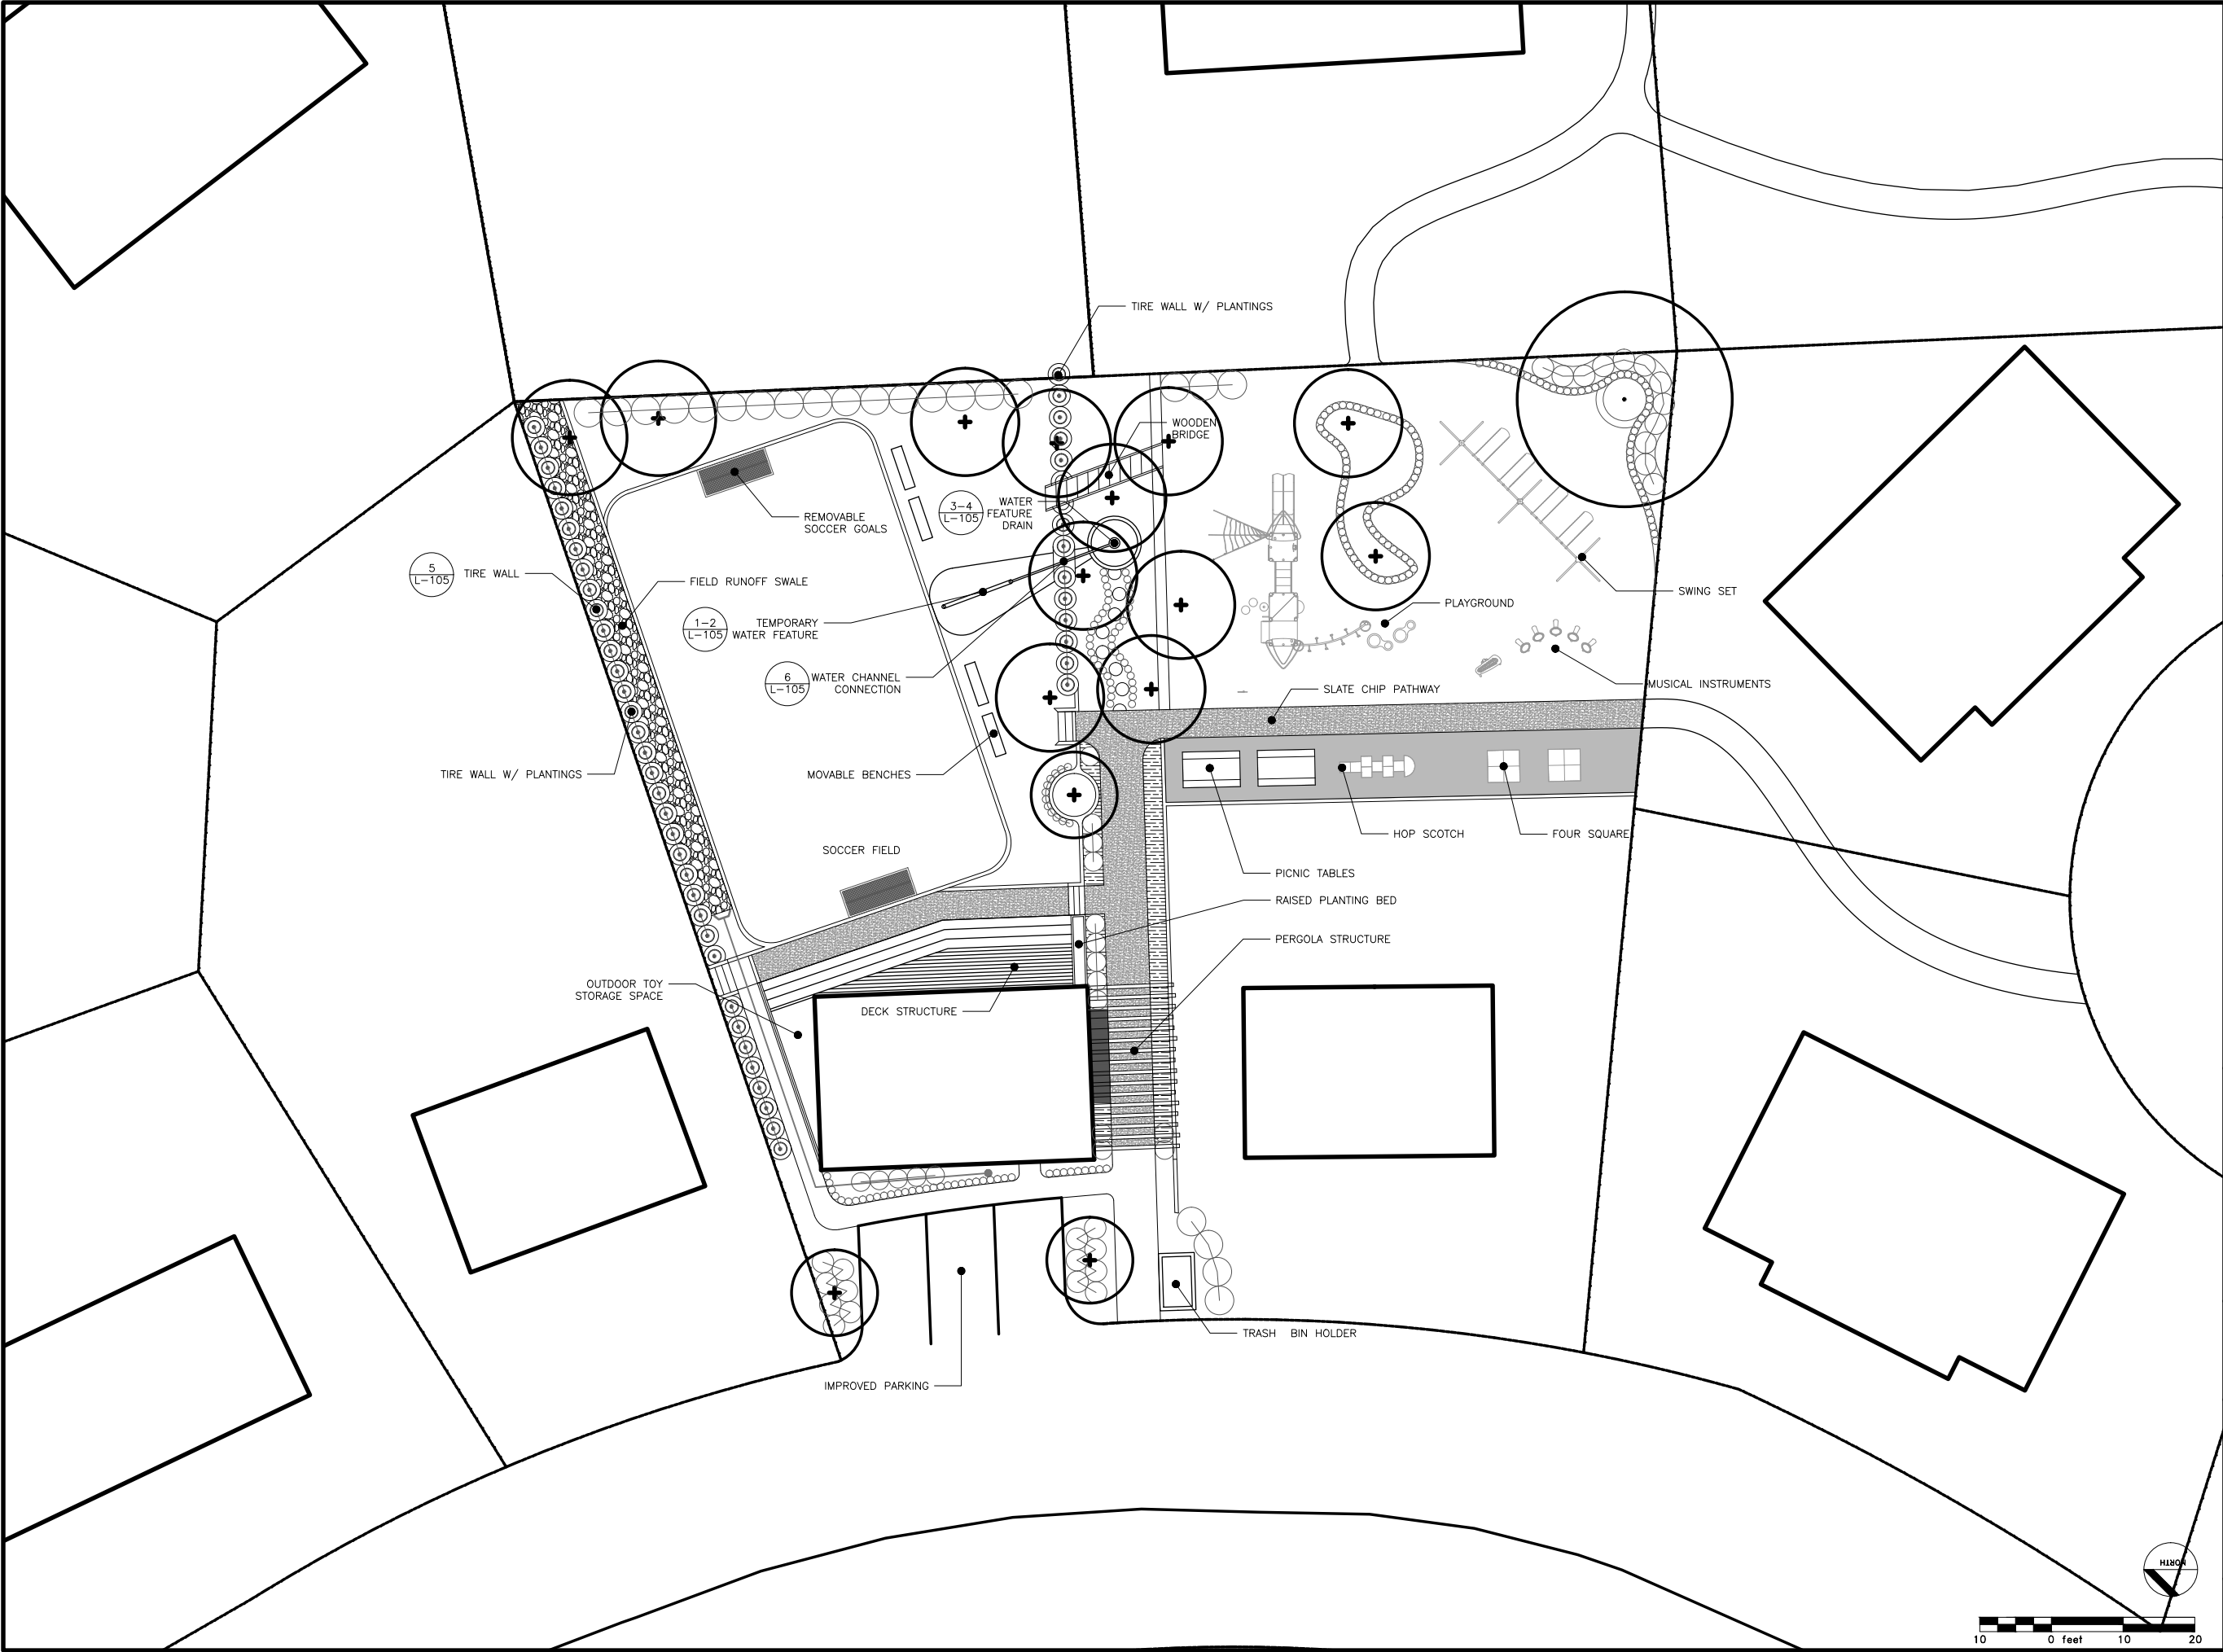 TIRE WALL W/ PLANTINGS
WOODEN
BRIDGE
3-4
L-105
WATER
FEATURE
DRAIN
REMOVABLE
SOCCER GOALS
5
L-105
TIRE WALL
FIELD RUNOFF SWALE
SWING SET
PLAYGROUND
1-2
L-105
TEMPORARY
WATER FEATURE
6
L-105
WATER CHANNEL
CONNECTION
MUSICAL INSTRUMENTS
SLATE CHIP PATHWAY
TIRE WALL W/ PLANTINGS
MOVABLE BENCHES
HOP SCOTCH
FOUR SQUARE
SOCCER FIELD
PICNIC TABLES
RAISED PLANTING BED
PERGOLA STRUCTURE
OUTDOOR TOY
STORAGE SPACE
DECK STRUCTURE
TRASH BIN HOLDER
IMPROVED PARKING
NORTH
10 0 feet 10 20